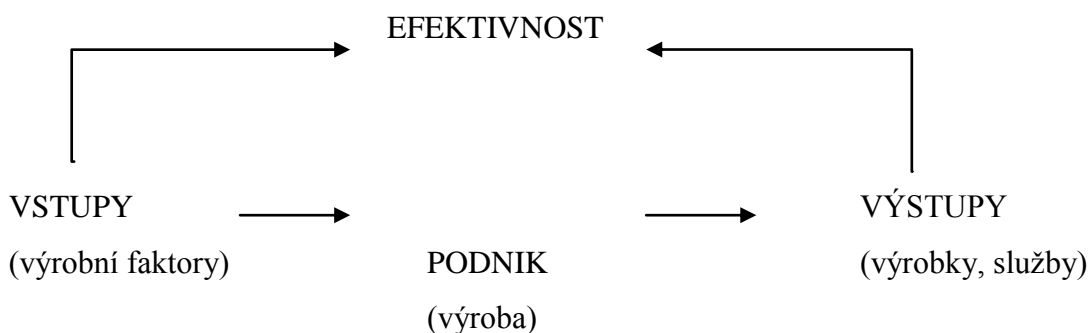 EFEKTIVNOST
VSTUPY
VÝSTUPY
(výrobní faktory)
PODNIK
(výrobky, služby)
(výroba)